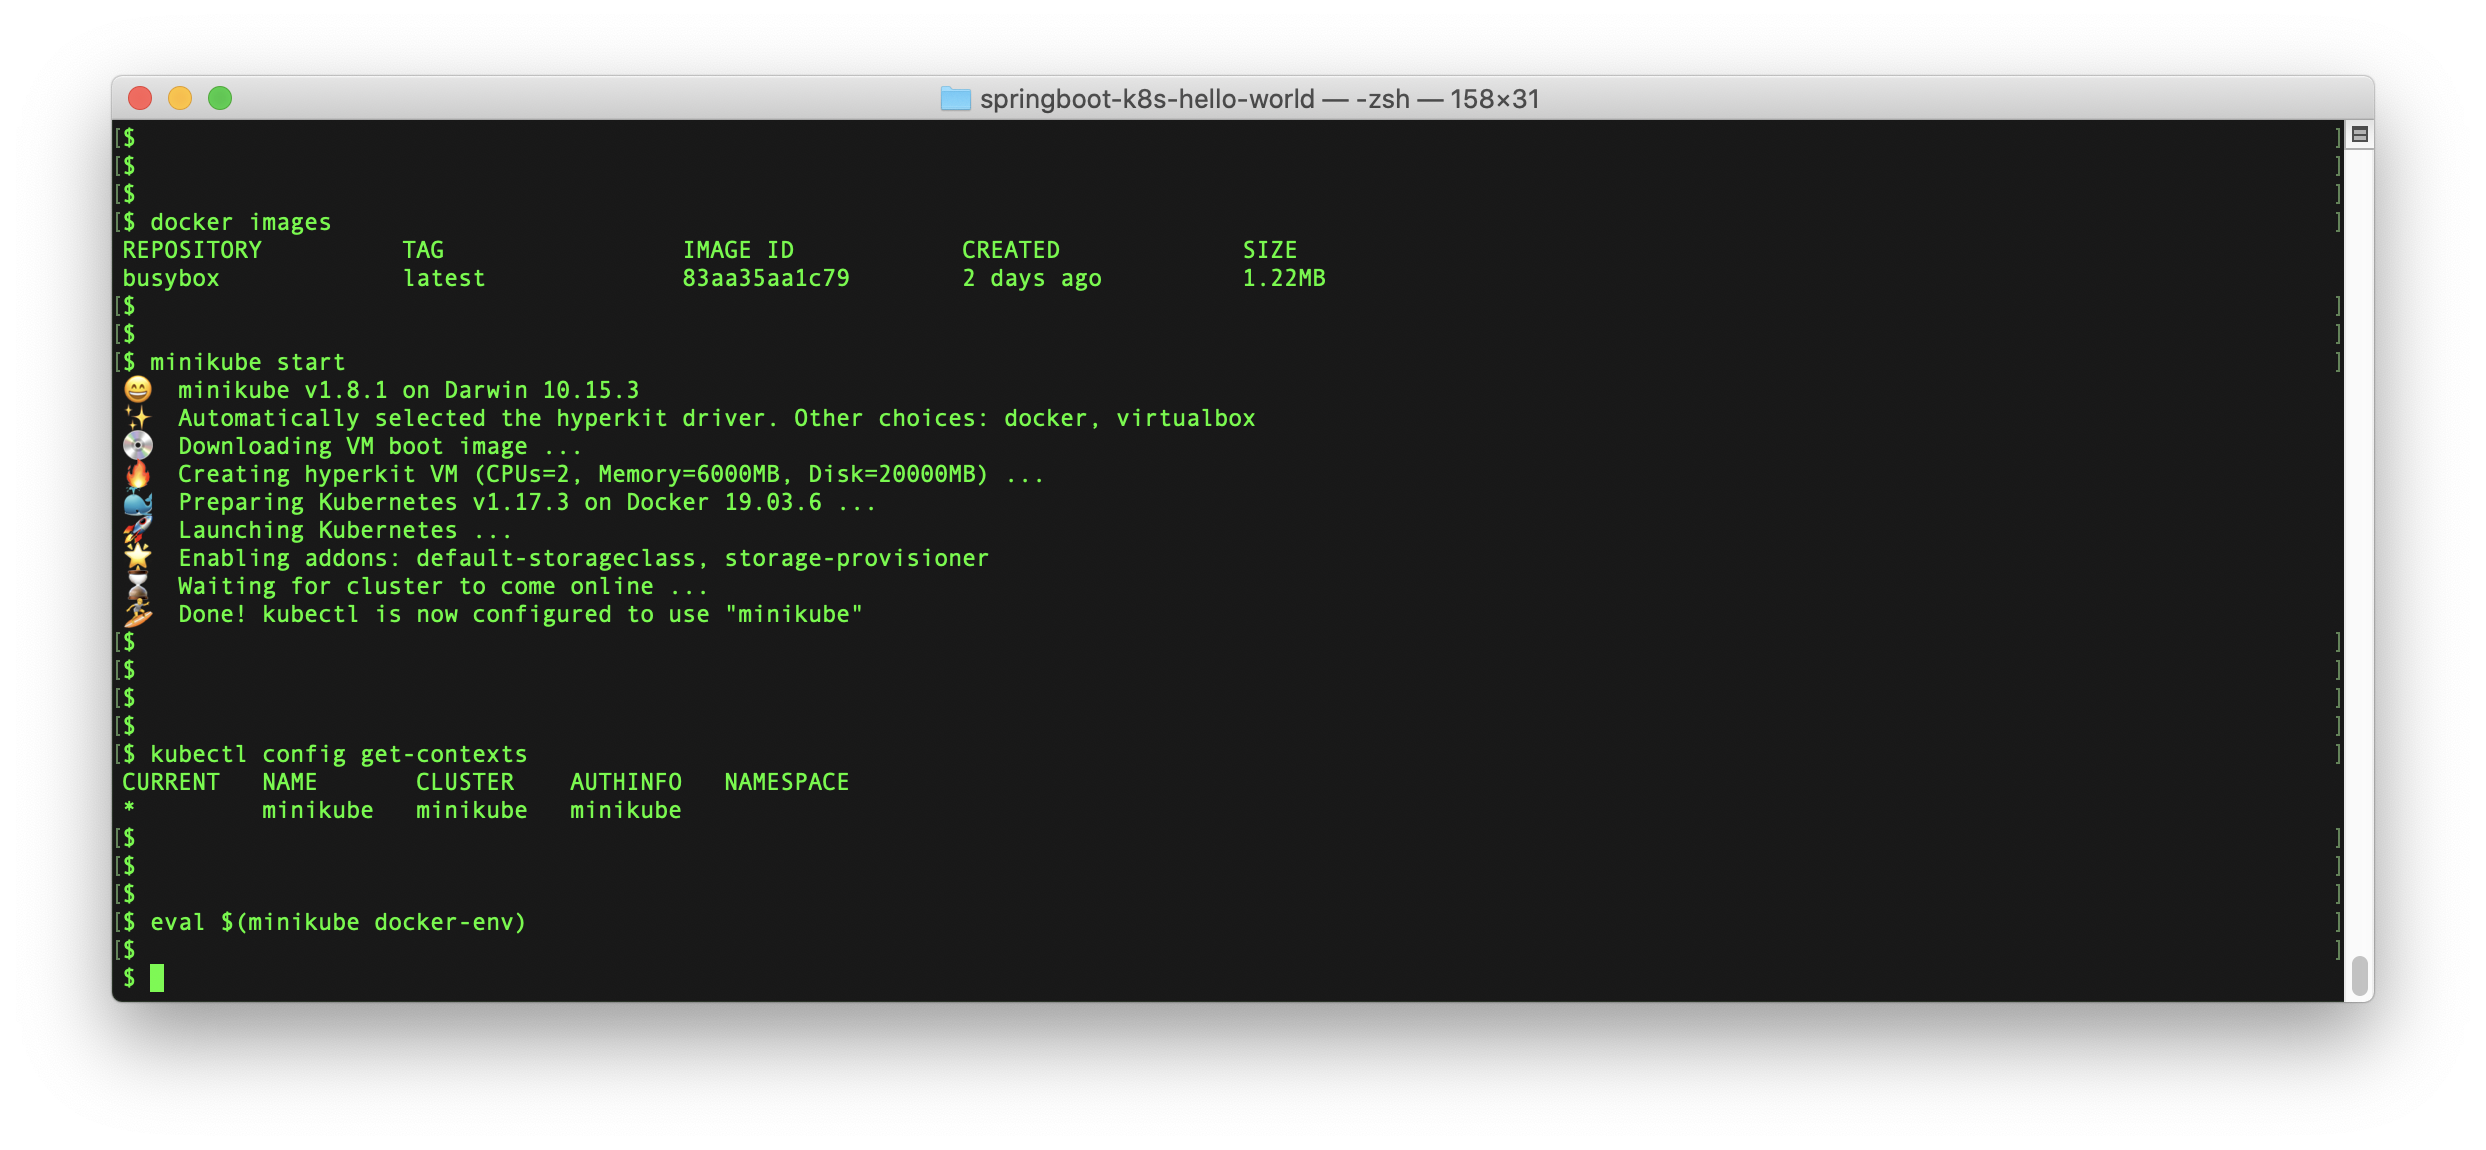 springboot-k8s-hello-world — -zsh — 158×31
[$ ]
[$ ]
[$ ]
[$ docker images ]
REPOSITORY          TAG                 IMAGE ID            CREATED             SIZE
busybox             latest              83aa35aa1c79        2 days ago          1.22MB
[$ ]
[$ ]
[$ minikube start ]
😄  minikube v1.8.1 on Darwin 10.15.3
✨  Automatically selected the hyperkit driver. Other choices: docker, virtualbox
💿  Downloading VM boot image ...
🔥  Creating hyperkit VM (CPUs=2, Memory=6000MB, Disk=20000MB) ...
🐳  Preparing Kubernetes v1.17.3 on Docker 19.03.6 ...
🚀  Launching Kubernetes ...
🌟  Enabling addons: default-storageclass, storage-provisioner
⌛  Waiting for cluster to come online ...
🏄  Done! kubectl is now configured to use "minikube"
[$ ]
[$ ]
[$ ]
[$ ]
[$ kubectl config get-contexts ]
CURRENT   NAME       CLUSTER    AUTHINFO   NAMESPACE
*         minikube   minikube   minikube
[$ ]
[$ ]
[$ ]
[$ eval $(minikube docker-env) ]
[$ ]
$